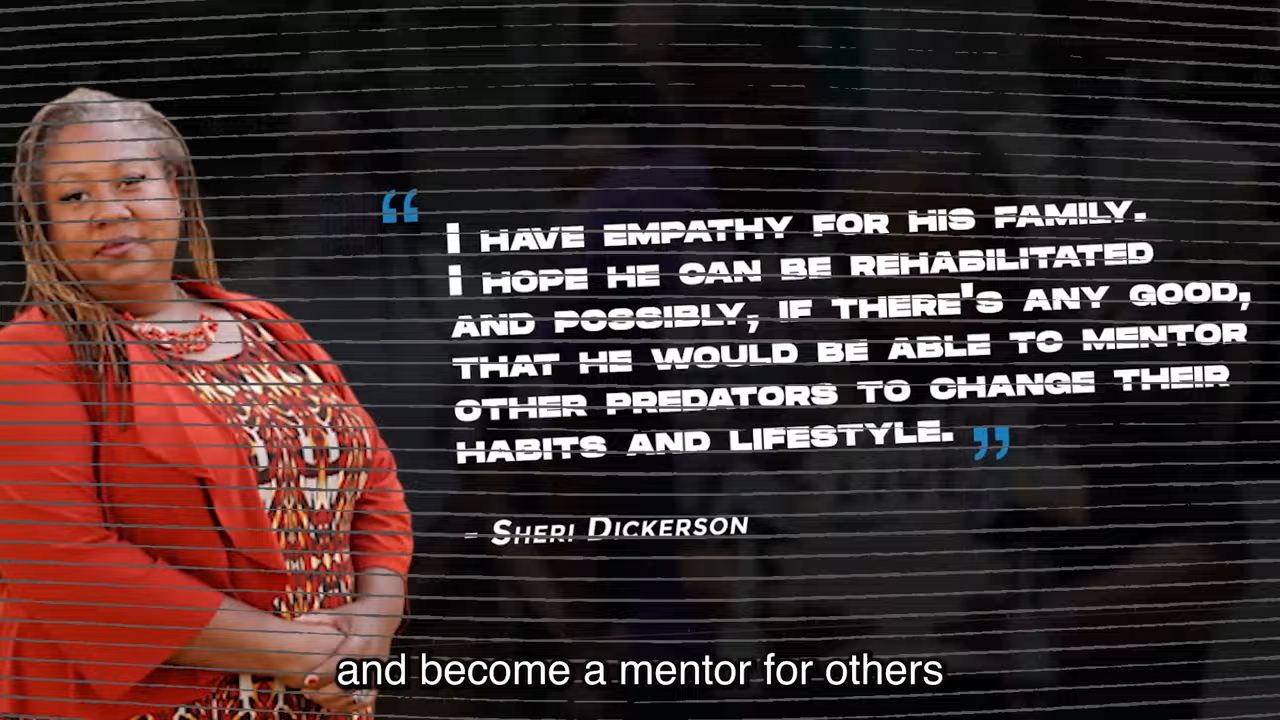 “ I HAVE EMPATHY FOR HIS FAMILY.
I HOPE HE CAN BE REHABILITATED
AND POSSIBLY, IF THERE'S ANY GOOD,
THAT HE WOULD BE ABLE TO MENTOR
OTHER PREDATORS TO CHANGE THEIR
HABITS AND LIFESTYLE. ”
– SHERI DICKERSON
and become a mentor for others